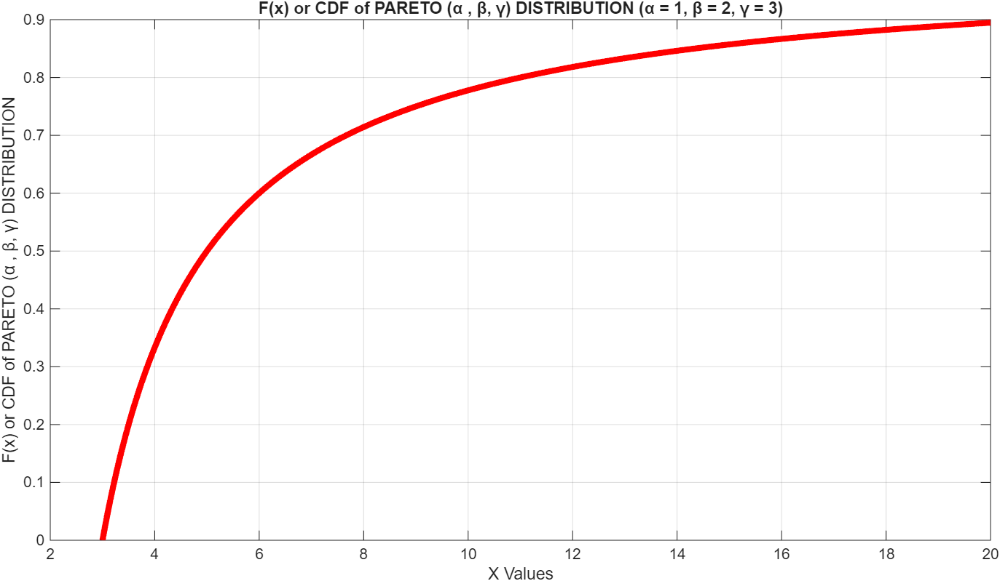 F(x) or CDF of PARETO (α , β, γ) DISTRIBUTION (α = 1, β = 2, γ = 3)
F(x) or CDF of PARETO (α , β, γ) DISTRIBUTION
0.9
0.8
0.7
0.6
0.5
0.4
0.3
0.2
0.1
0
2 4 6 8 10 12 14 16 18 20
X Values